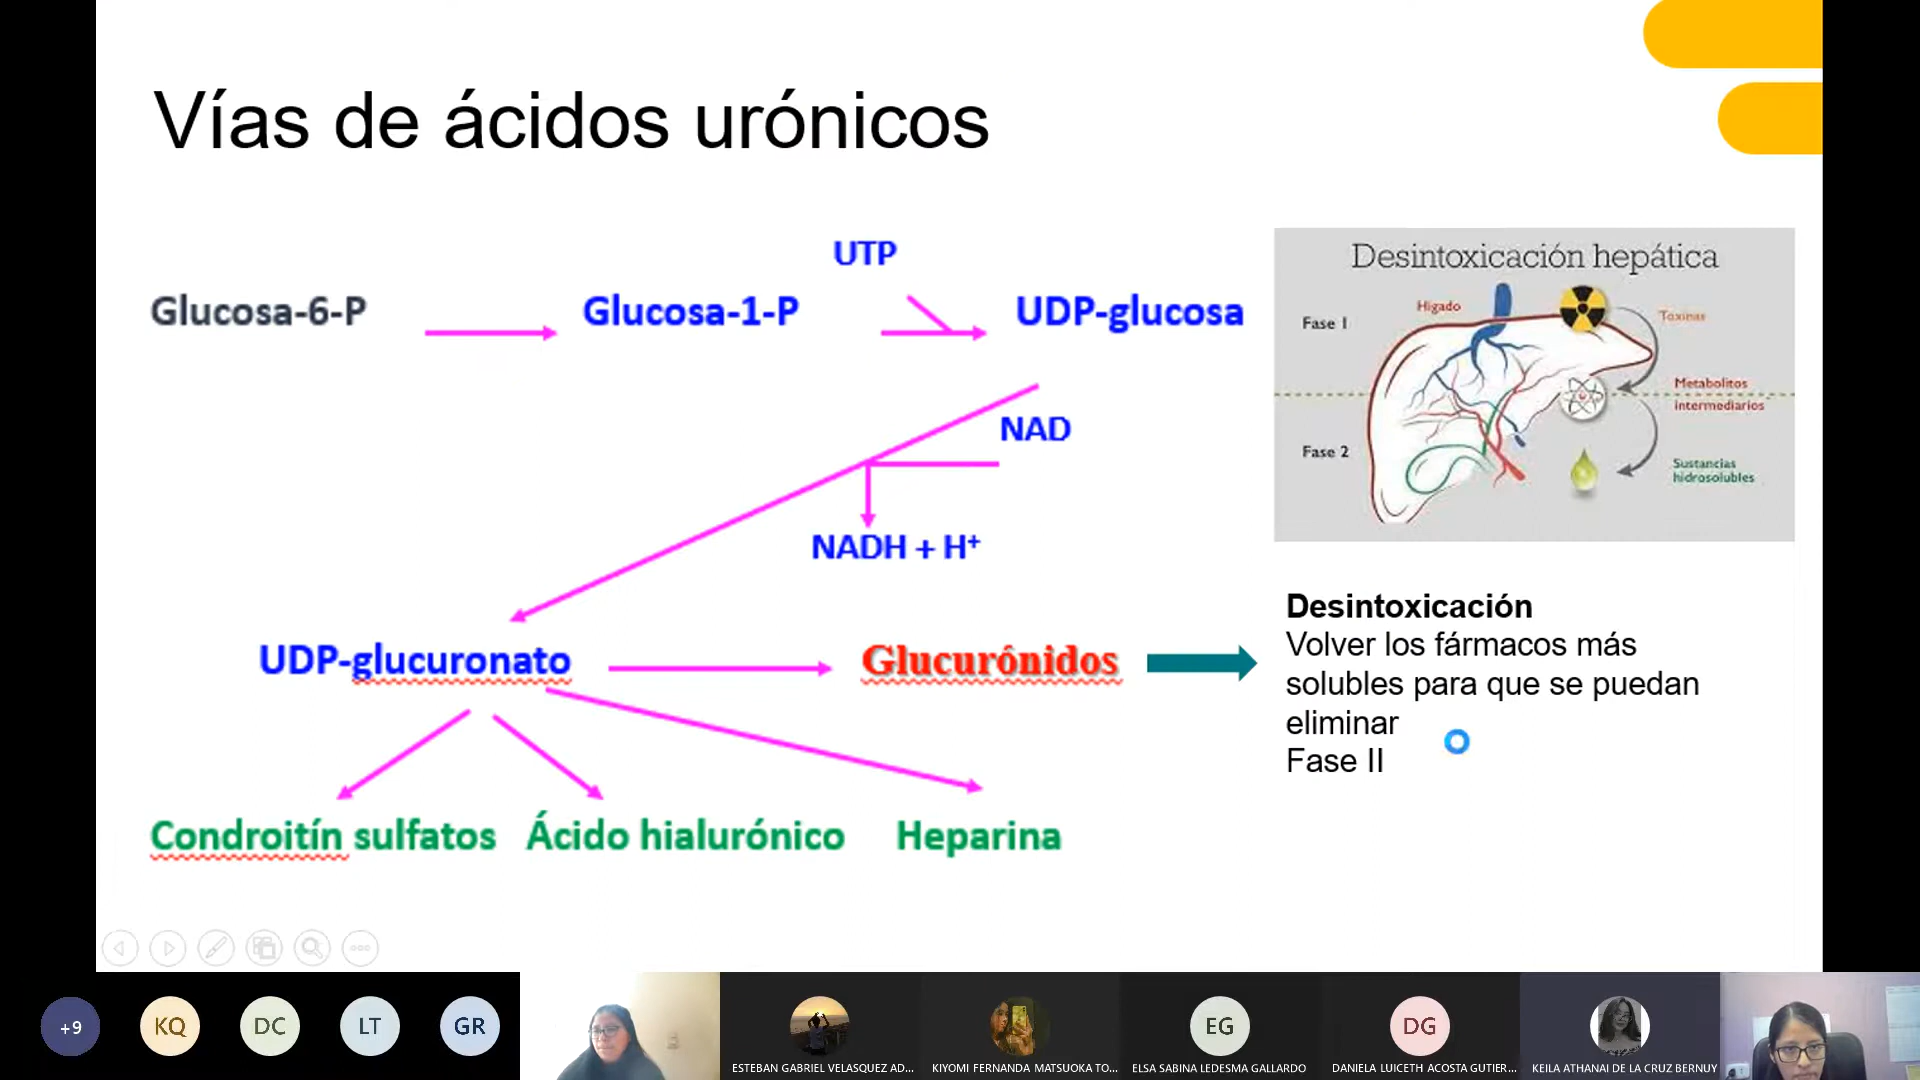 Vías de ácidos urónicos
UTP
Glucosa-6-P
Glucosa-1-P
UDP-glucosa
NAD
NADH + H⁺
UDP-glucuronato
Glucurónidos
Condroitín sulfatos
Ácido hialurónico
Heparina
Desintoxicación hepática
Fase 1
Hígado
Toxinas
Metabolitos
intermediarios
Fase 2
Sustancias
hidrosolubles
Desintoxicación
Volver los fármacos más
solubles para que se puedan
eliminar
Fase II
+9
KQ
DC
LT
GR
ESTEBAN GABRIEL VELASQUEZ AD...
KIYOMI FERNANDA MATSUOKA TO...
EG
ELSA SABINA LEDESMA GALLARDO
DG
DANIELA LUICETH ACOSTA GUTIER...
KEILA ATHANAI DE LA CRUZ BERNUY